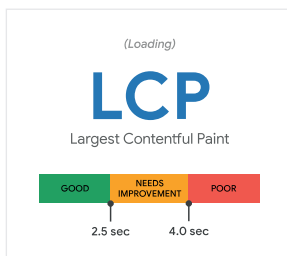 (Loading)
LCP
Largest Contentful Paint
GOOD
NEEDS
IMPROVEMENT
POOR
2.5 sec
4.0 sec